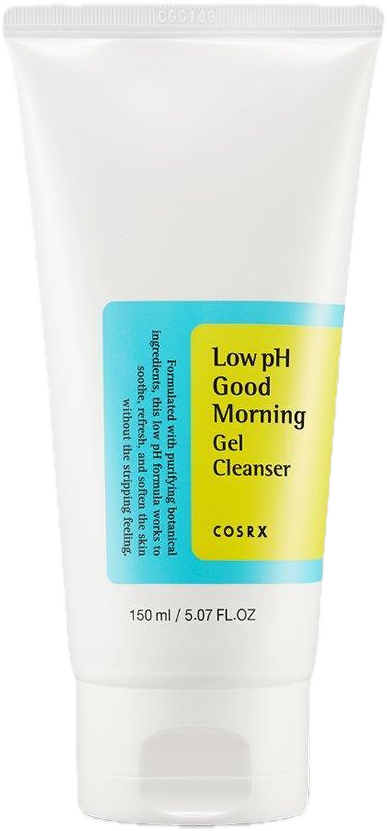 CGC148
Low pH
Good
Morning
Gel
Cleanser
COSRX
Formulated with purifying botanical
ingredients, this low pH formula works to
soothe, refresh, and soften the skin
without the stripping feeling.
150 ml / 5.07 FL.OZ